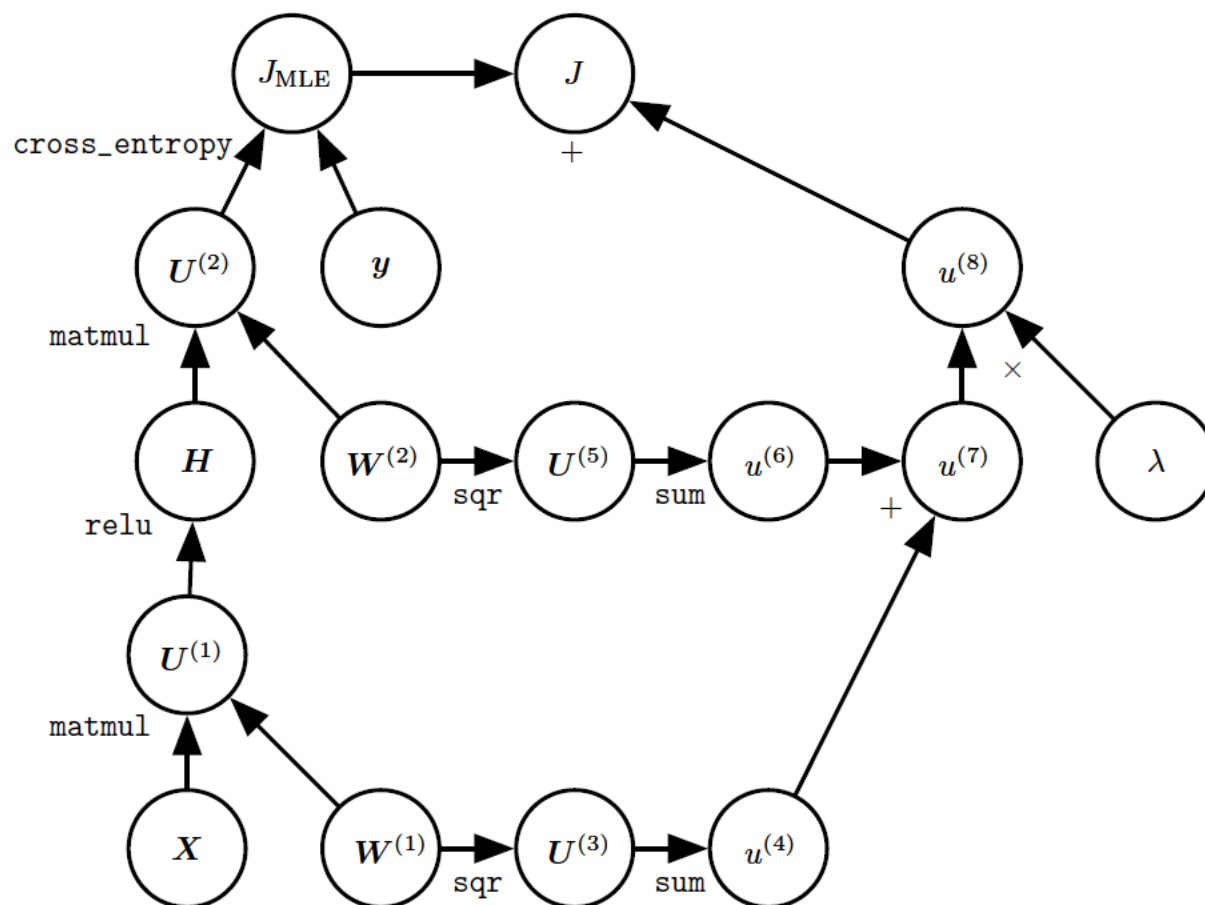 J_MLE J
cross_entropy
+
U^(2) y u^(8)
matmul
×
H W^(2) U^(5) u^(6) u^(7) λ
sqr sum +
relu
U^(1)
matmul
X W^(1) U^(3) u^(4)
sqr sum